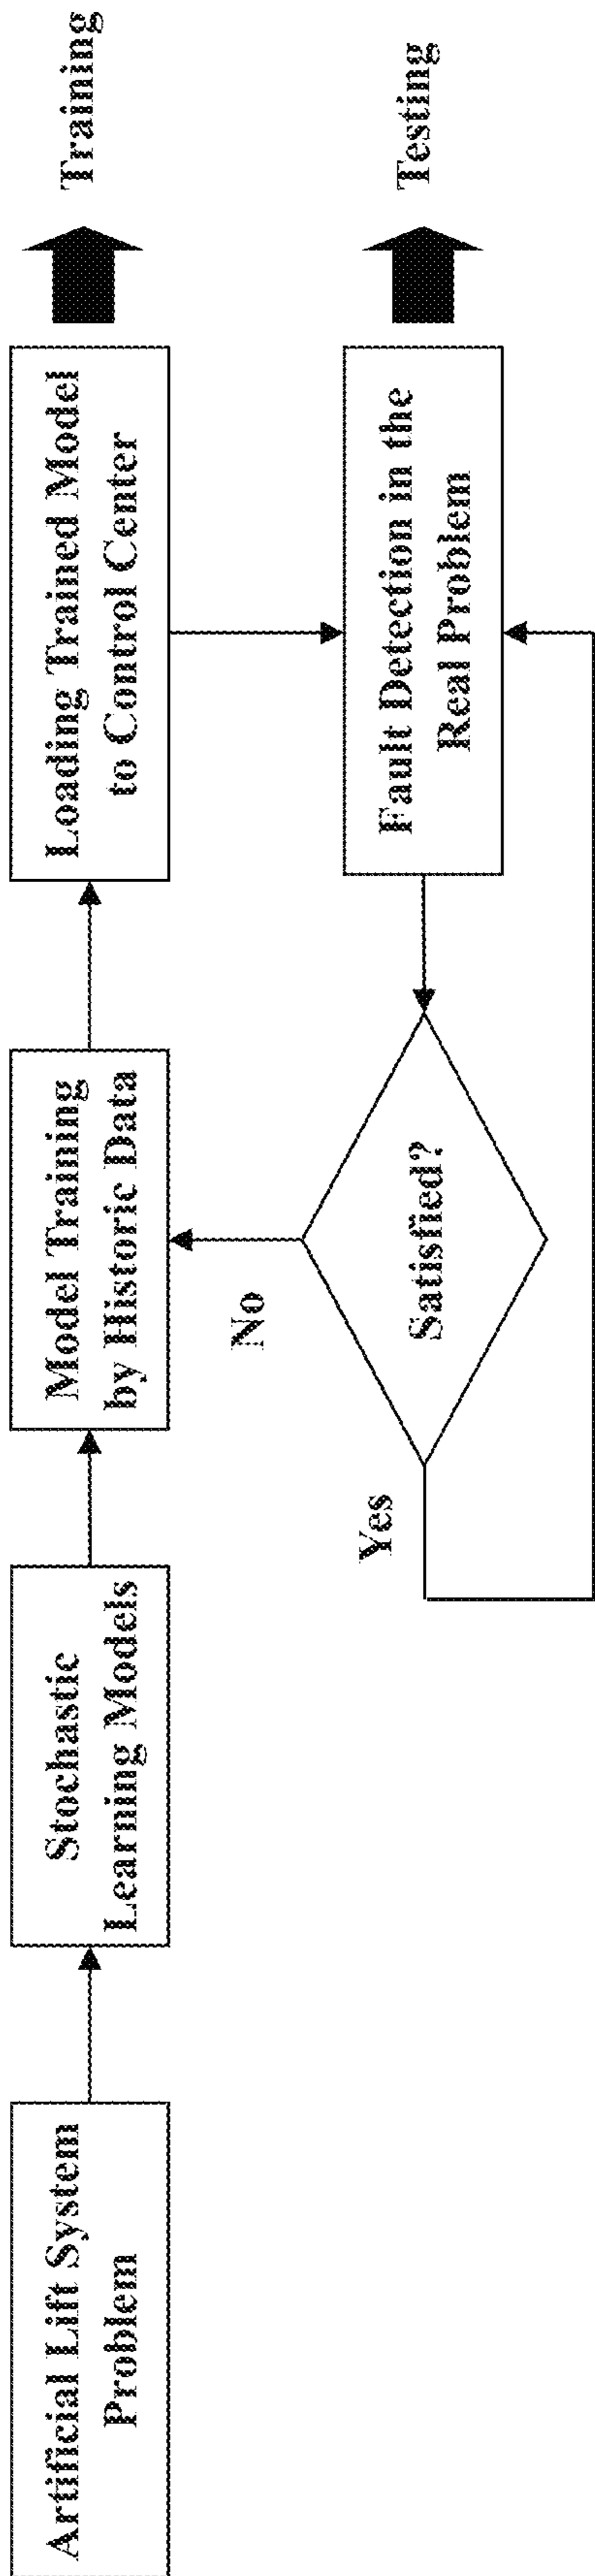 Artificial Lift System
Problem
Stochastic
Learning Models
Model Training
by Historic Data
Loading Trained Model
to Control Center
Training
No
Yes
Satisfied?
Fault Detection in the
Real Problem
Testing